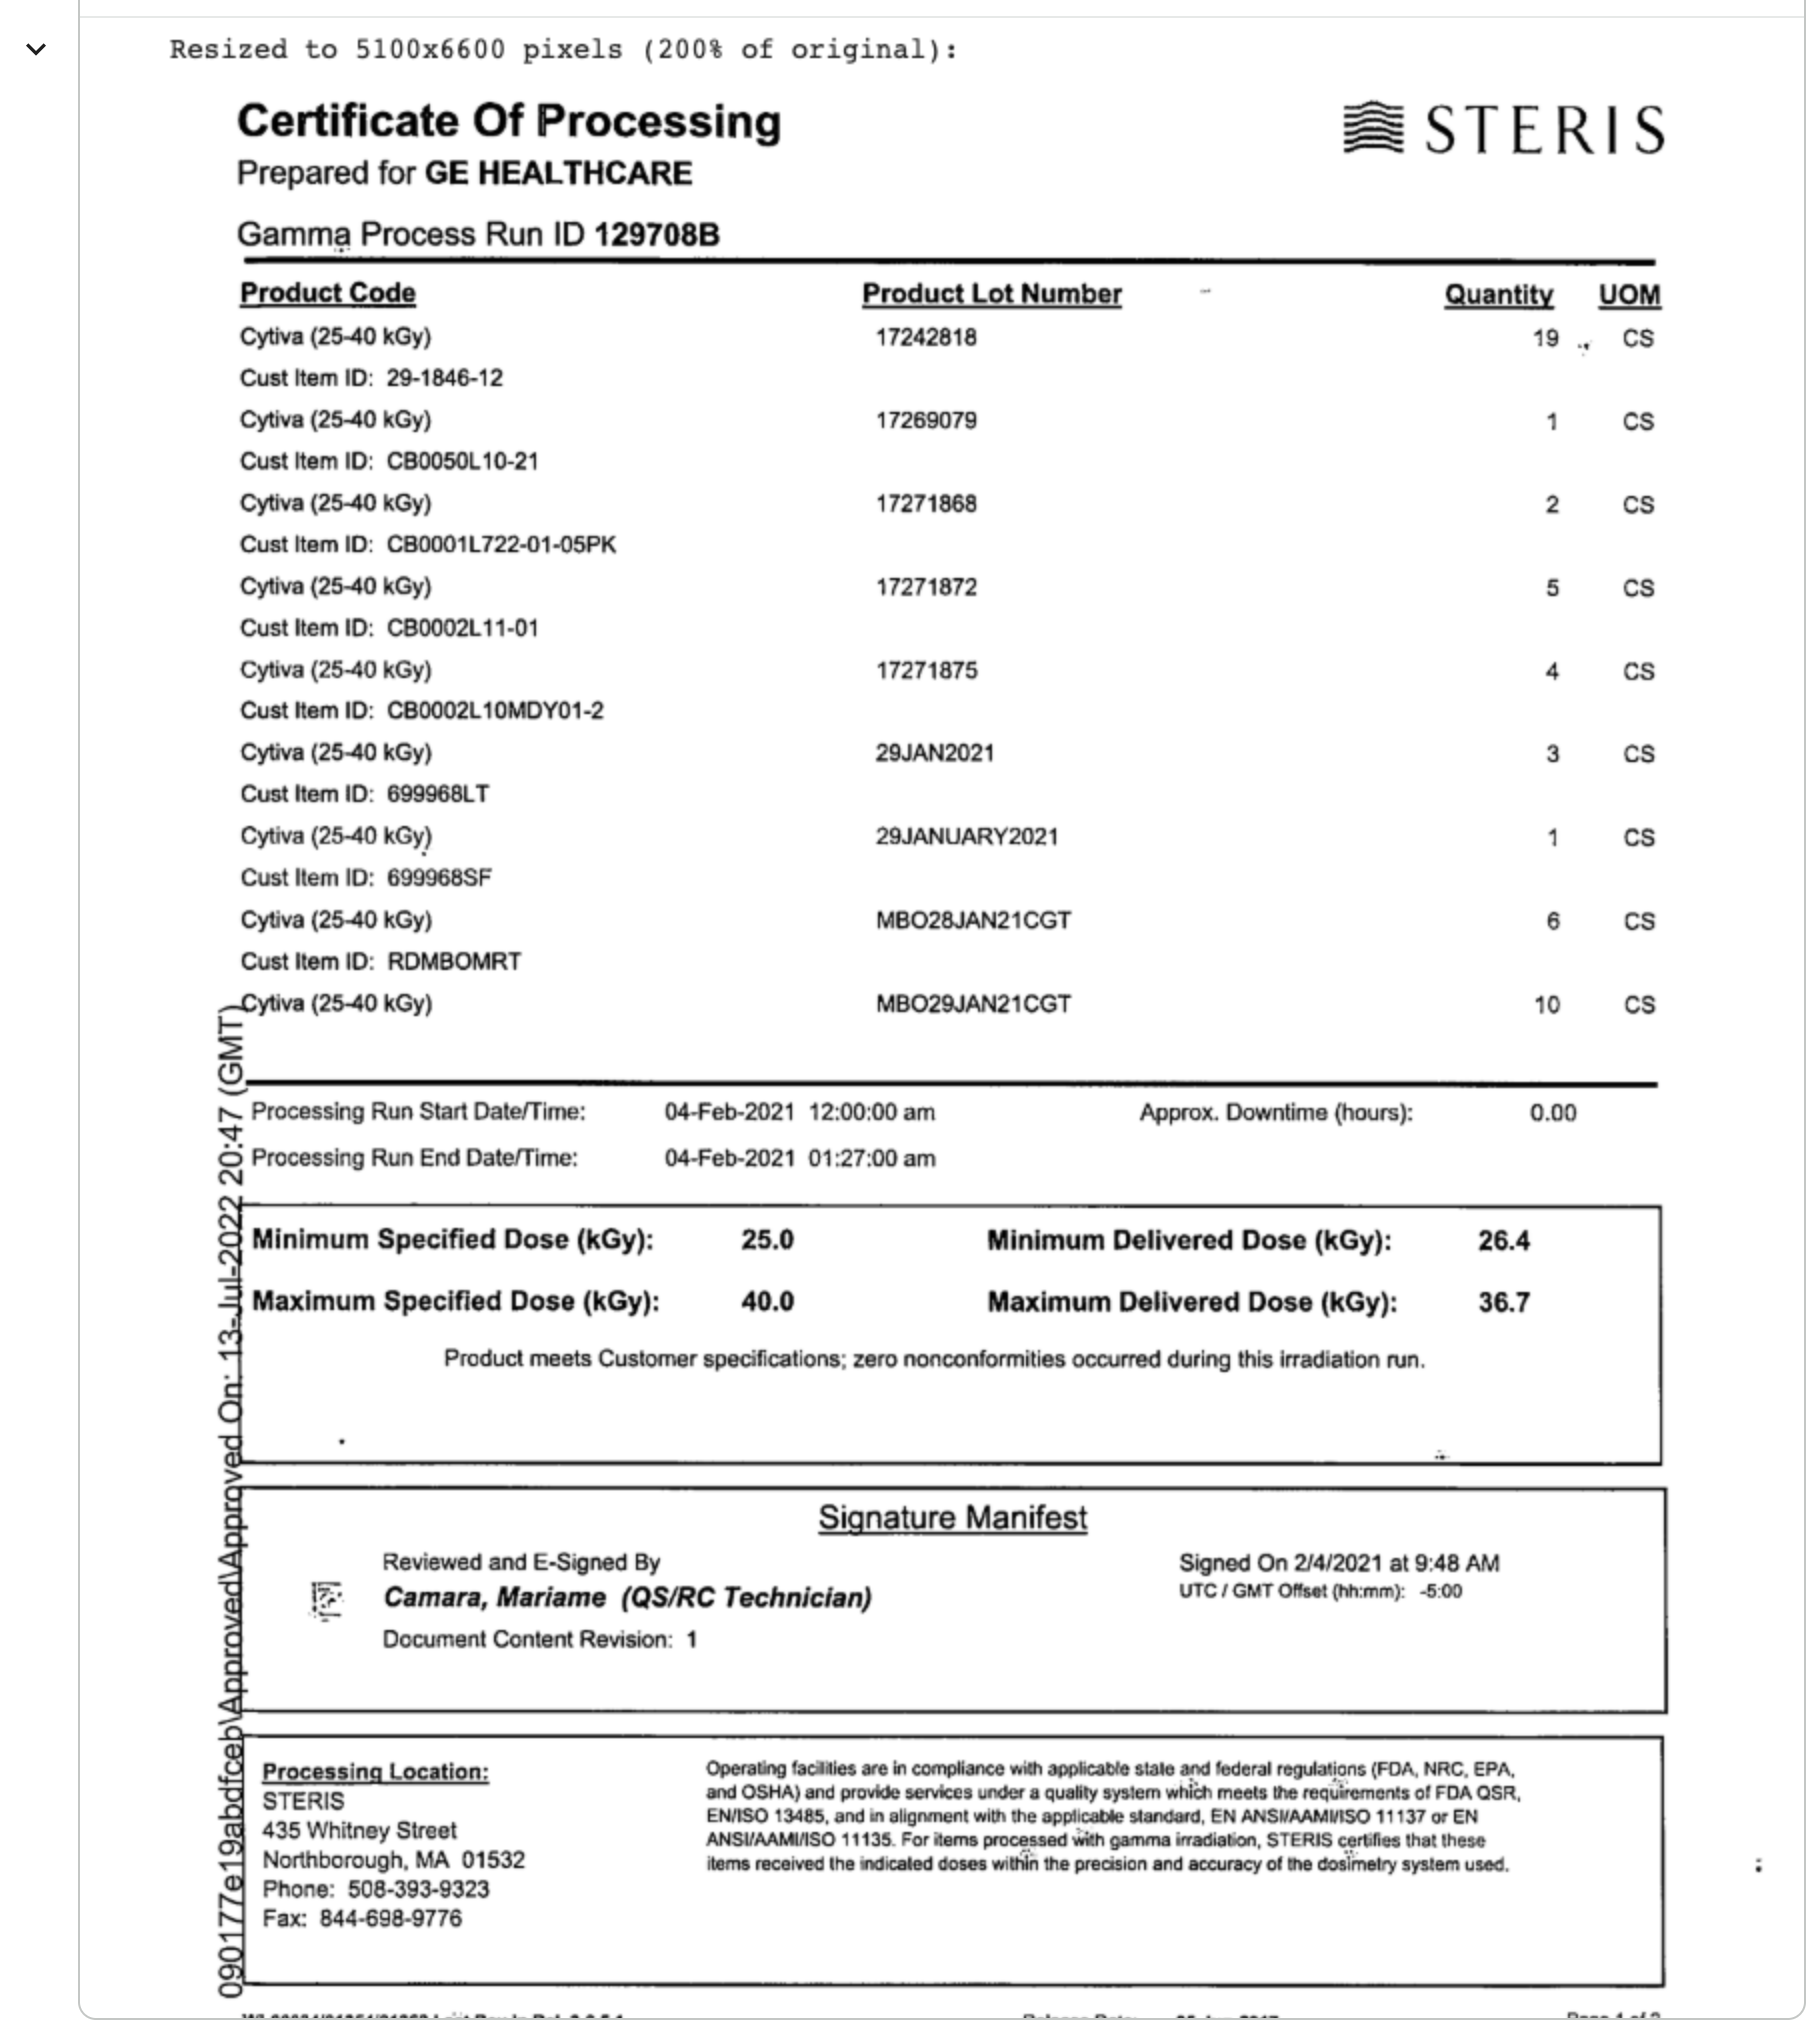 Resized to 5100x6600 pixels (200% of original):
Certificate Of Processing
STERIS
Prepared for GE HEALTHCARE
Gamma Process Run ID 129708B
Product Code Product Lot Number Quantity UOM
Cytiva (25-40 kGy) 17242818 19 CS
Cust Item ID: 29-1846-12
Cytiva (25-40 kGy) 17269079 1 CS
Cust Item ID: CB0050L10-21
Cytiva (25-40 kGy) 17271868 2 CS
Cust Item ID: CB0001L722-01-05PK
Cytiva (25-40 kGy) 17271872 5 CS
Cust Item ID: CB0002L11-01
Cytiva (25-40 kGy) 17271875 4 CS
Cust Item ID: CB0002L10MDY01-2
Cytiva (25-40 kGy) 29JAN2021 3 CS
Cust Item ID: 699968LT
Cytiva (25-40 kGy) 29JANUARY2021 1 CS
Cust Item ID: 699968SF
Cytiva (25-40 kGy) MBO28JAN21CGT 6 CS
Cust Item ID: RDMBOMRT
Cytiva (25-40 kGy) MBO29JAN21CGT 10 CS
Processing Run Start Date/Time: 04-Feb-2021 12:00:00 am Approx. Downtime (hours): 0.00
Processing Run End Date/Time: 04-Feb-2021 01:27:00 am
Minimum Specified Dose (kGy): 25.0 Minimum Delivered Dose (kGy): 26.4
Maximum Specified Dose (kGy): 40.0 Maximum Delivered Dose (kGy): 36.7
Product meets Customer specifications; zero nonconformities occurred during this irradiation run.
Signature Manifest
Reviewed and E-Signed By Signed On 2/4/2021 at 9:48 AM
Camara, Mariame (QS/RC Technician) UTC / GMT Offset (hh:mm): -5:00
Document Content Revision: 1
Processing Location:
STERIS
435 Whitney Street
Northborough, MA 01532
Phone: 508-393-9323
Fax: 844-698-9776
Operating facilities are in compliance with applicable state and federal regulations (FDA, NRC, EPA,
and OSHA) and provide services under a quality system which meets the requirements of FDA QSR,
EN/ISO 13485, and in alignment with the applicable standard, EN ANSI/AAMI/ISO 11137 or EN
ANSI/AAMI/ISO 11135. For items processed with gamma irradiation, STERIS certifies that these
items received the indicated doses within the precision and accuracy of the dosimetry system used.
090177e19abdfceb\Approved\Approved On: 13-Jul-2022 20:47 (GMT)